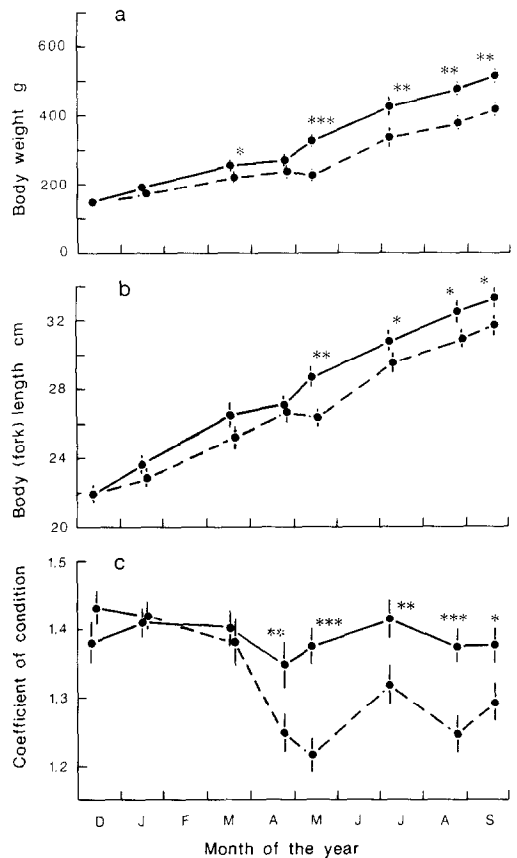 a
600
400
200
0
Body weight g
* *** ** ** **
b
32
28
24
20
Body (fork) length cm
** * * *
c
1.5
1.4
1.3
1.2
Coefficient of condition
** *** ** *** *
D J F M A M J J A S
Month of the year